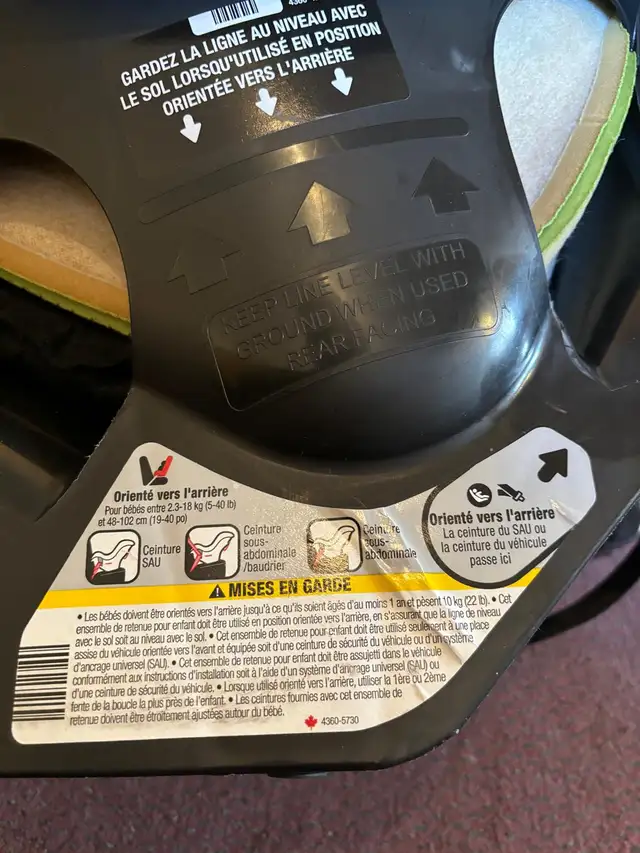 4360
GARDEZ LA LIGNE AU NIVEAU AVEC
LE SOL LORSQU'UTILISÉ EN POSITION
ORIENTÉE VERS L'ARRIÈRE
KEEP LINE LEVEL WITH
GROUND WHEN USED
REAR FACING
Orienté vers l'arrière
Pour bébés entre 2.3-18 kg (5-40 lb)
et 48-102 cm (19-40 po)
Ceinture
SAU
Ceinture
sous-
abdominale
/baudrier
Ceinture
sous-
abdominale
Orienté vers l'arrière
La ceinture du SAU ou
la ceinture du véhicule
passe ici
MISES EN GARDE
• Les bébés doivent être orientés vers l'arrière jusqu'à ce qu'ils soient âgés d'au moins 1 an et pèsent 10 kg (22 lb). • Cet
ensemble de retenue pour enfant doit être utilisé en position orientée vers l'arrière, en s'assurant que la ligne de niveau
avec le sol soit au niveau avec le sol. • Cet ensemble de retenue pour enfant doit être utilisé seulement à une place
assise du véhicule orientée vers l'avant et équipée soit d'une ceinture de sécurité du véhicule ou d'un système
d'ancrage universel (SAU). • Cet ensemble de retenue pour enfant doit être assujetti dans le véhicule
conformément aux instructions d'installation soit à l'aide d'un système d'ancrage universel (SAU) ou
d'une ceinture de sécurité du véhicule. • Lorsque utilisé orienté vers l'arrière, utiliser la 1ère ou 2ème
fente de la boucle la plus près de l'enfant. • Les ceintures fournies avec cet ensemble de
retenue doivent être étroitement ajustées autour du bébé.
4360-5730